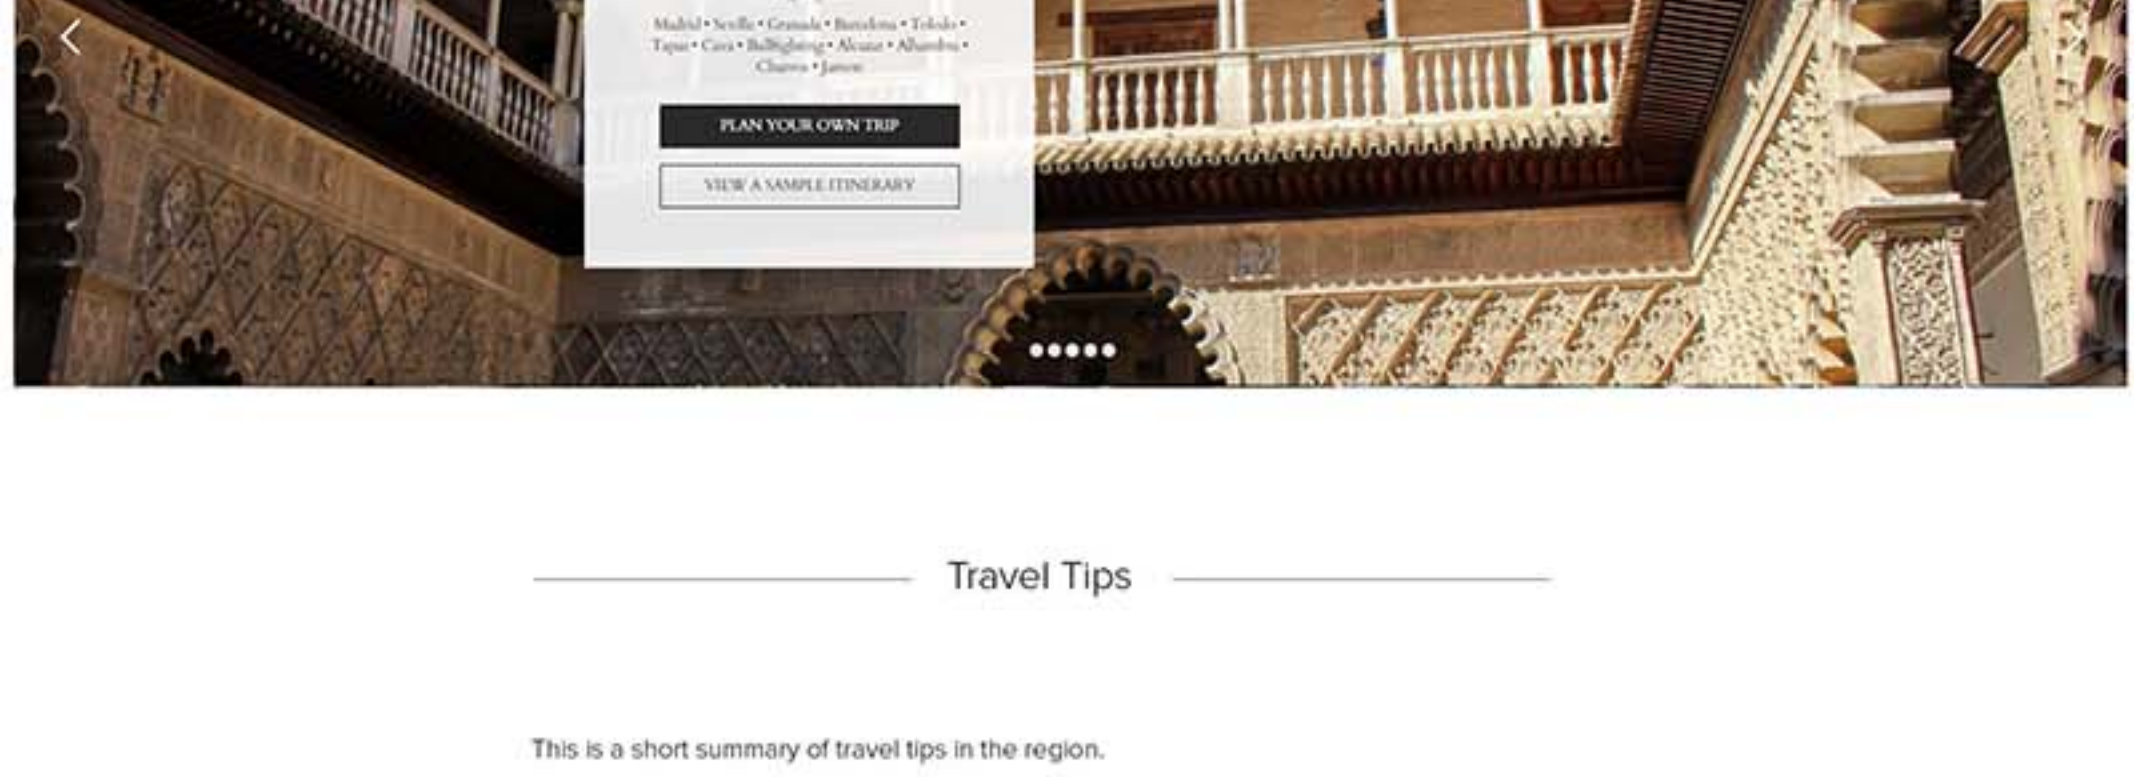 Madrid • Seville • Granada • Barcelona • Toledo •
Tapas • Cava • Bullfighting • Alcazar • Alhambra •
Churros • Jamon
PLAN YOUR OWN TRIP
VIEW A SAMPLE ITINERARY
Travel Tips
This is a short summary of travel tips in the region.